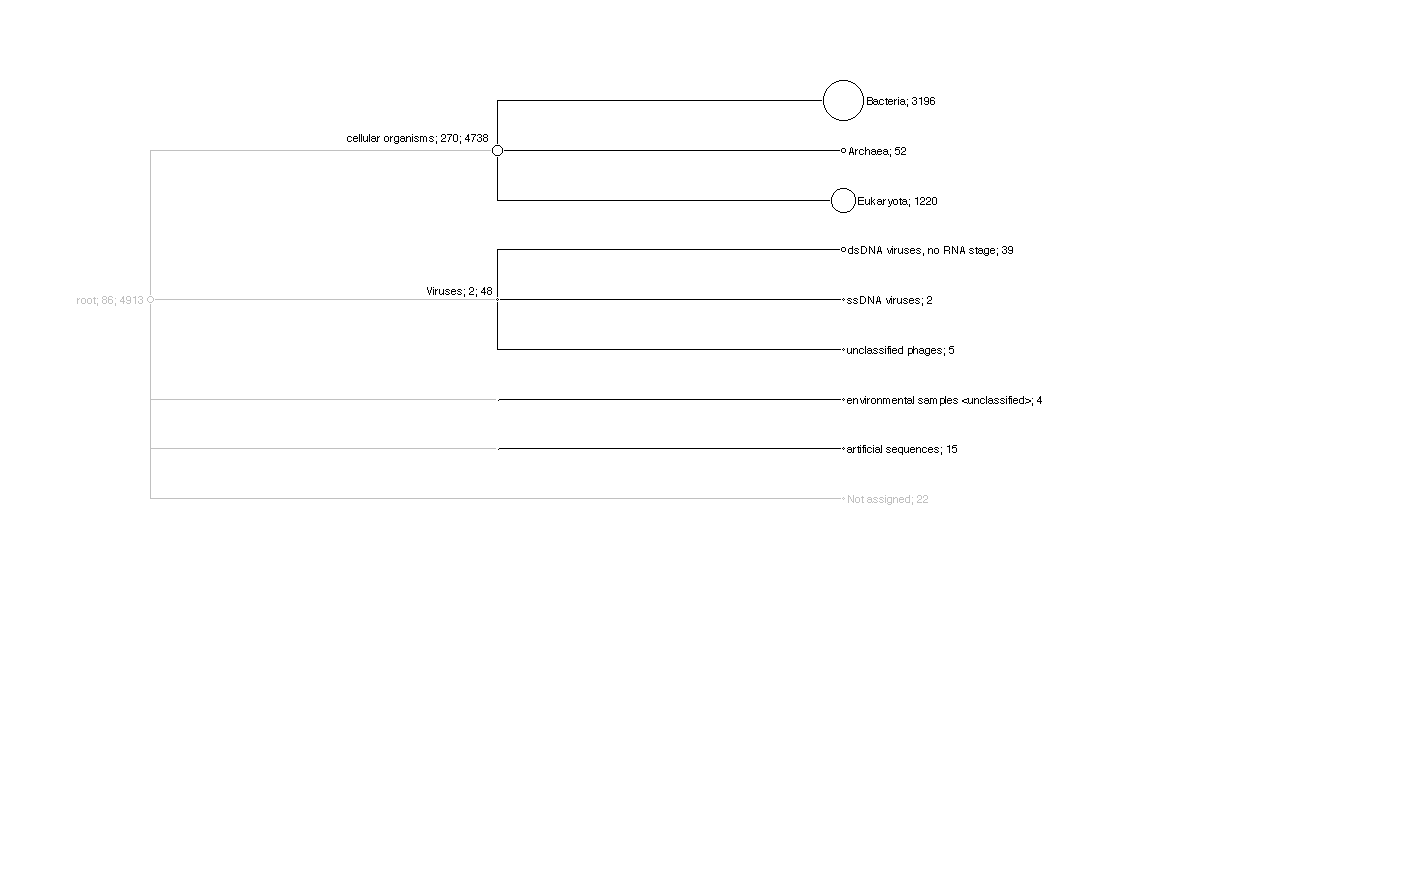 Bacteria; 3196
cellular organisms; 270; 4738
Archaea; 52
Eukaryota; 1220
dsDNA viruses, no RNA stage; 39
Viruses; 2; 48
root; 86; 4913
ssDNA viruses; 2
unclassified phages; 5
environmental samples <unclassified>; 4
artificial sequences; 15
Not assigned; 22